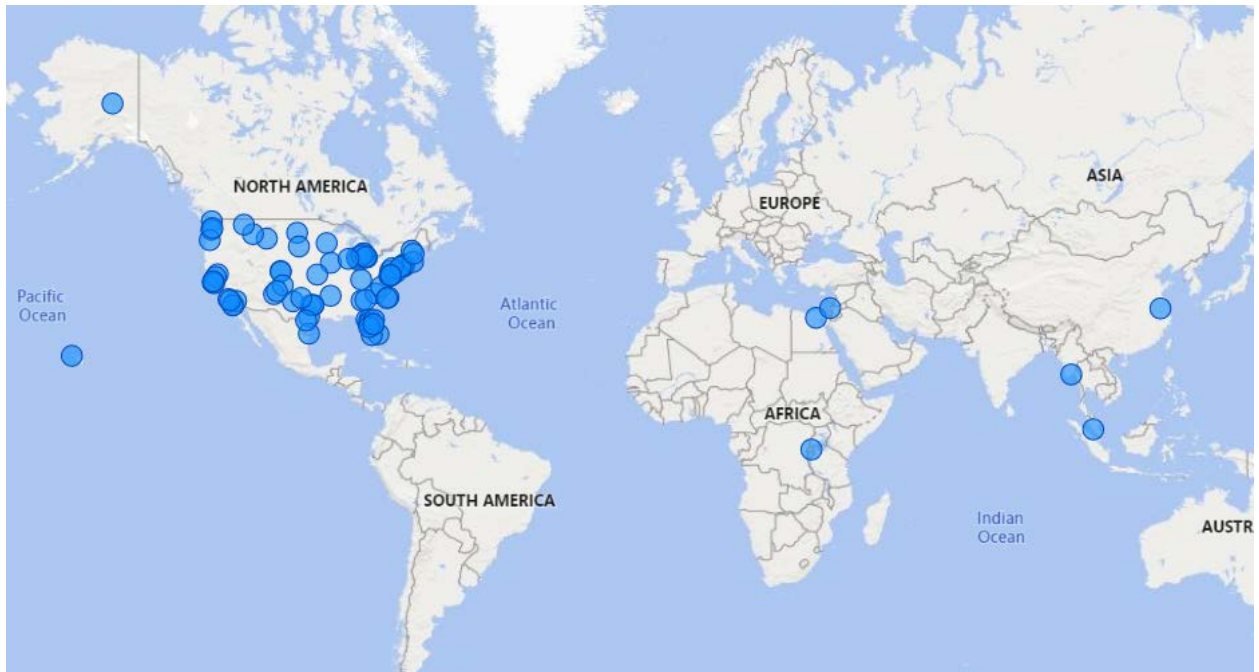 NORTH AMERICA
ASIA
EUROPE
Pacific
Ocean
Atlantic
Ocean
AFRICA
SOUTH AMERICA
Indian
Ocean
AUSTR